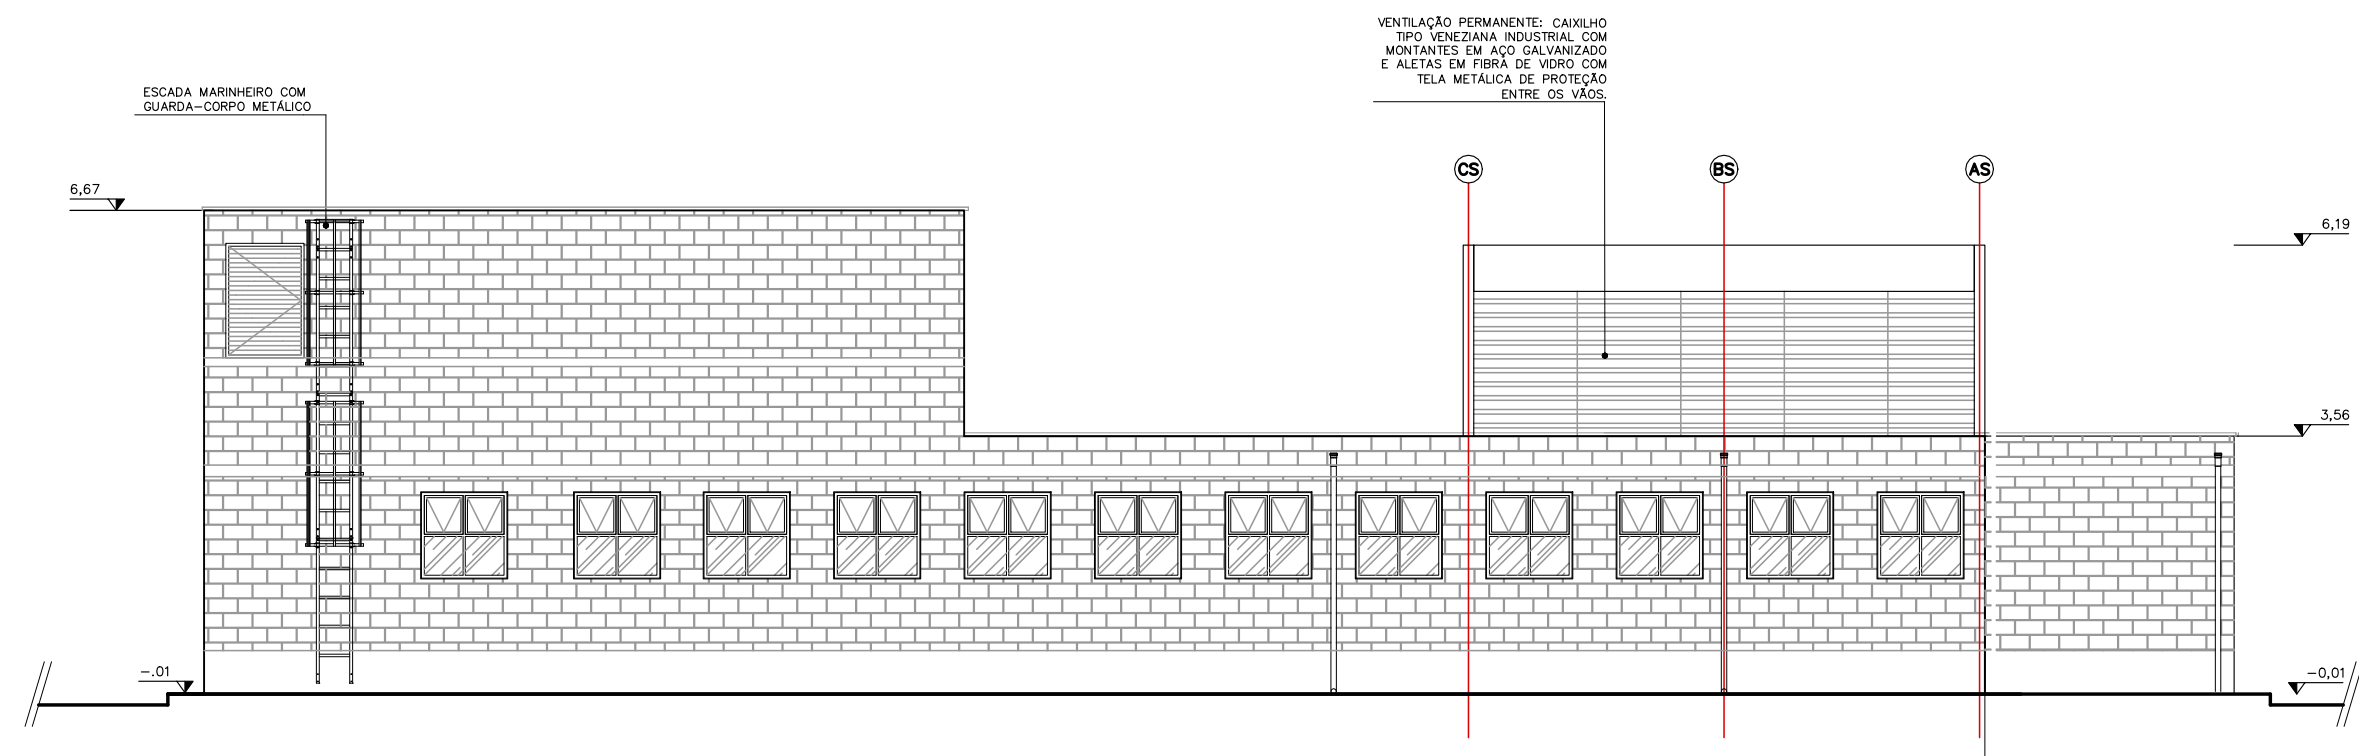 VENTILAÇÃO PERMANENTE: CAIXILHO
TIPO VENEZIANA INDUSTRIAL COM
MONTANTES EM AÇO GALVANIZADO
E ALETAS EM FIBRA DE VIDRO COM
TELA METÁLICA DE PROTEÇÃO
ENTRE OS VÃOS.
ESCADA MARINHEIRO COM
GUARDA-CORPO METÁLICO
CS
BS
AS
6,67
6,19
3,56
-.01
-0,01